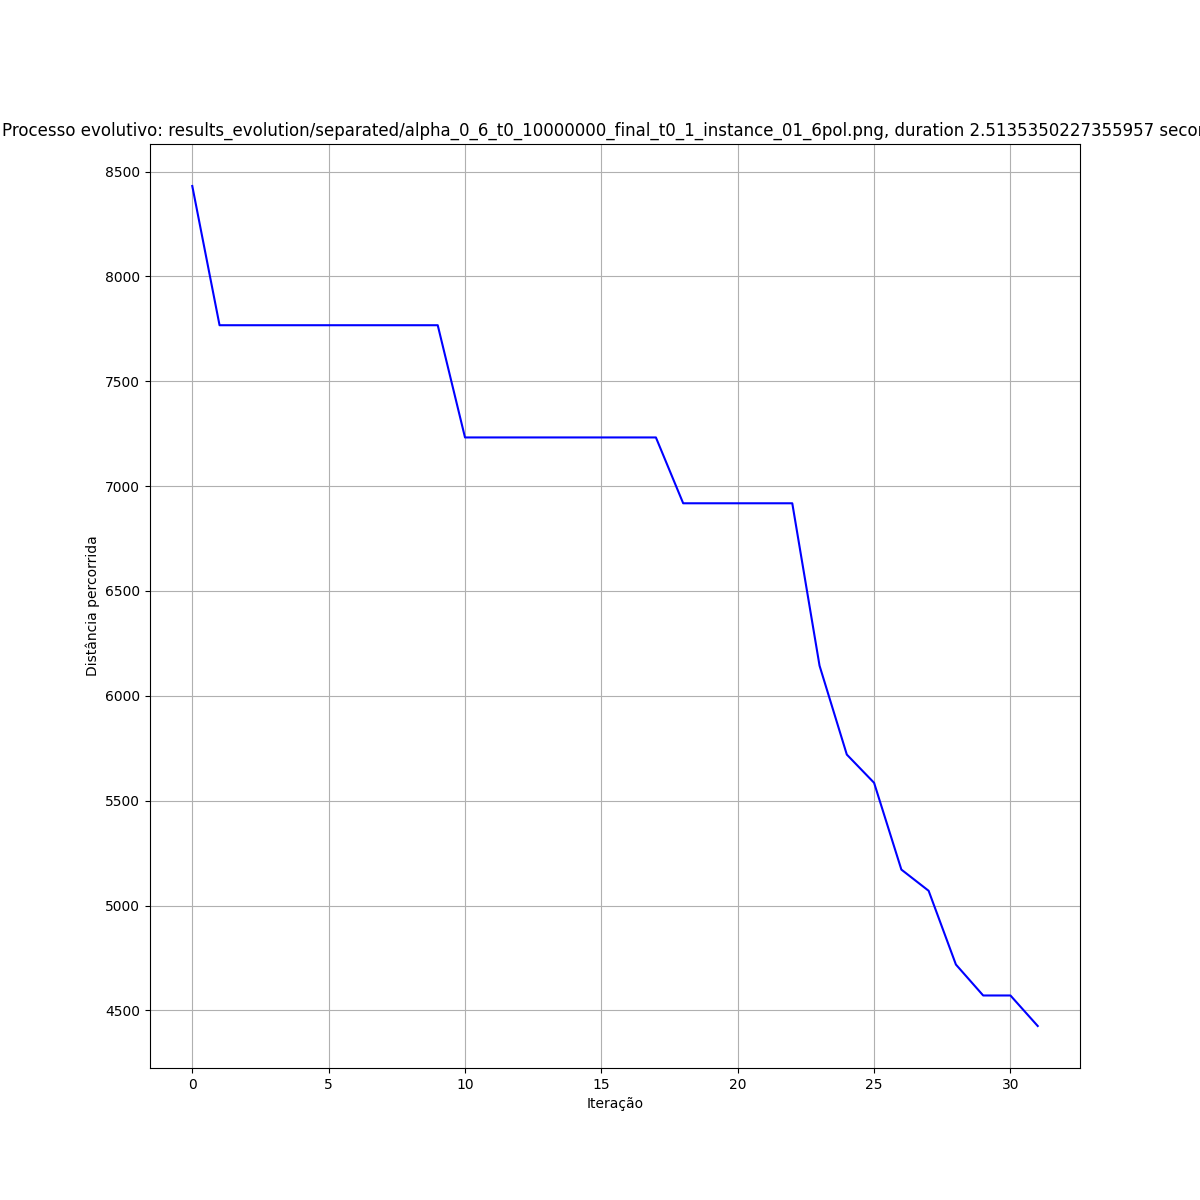 Processo evolutivo: results_evolution/separated/alpha_0_6_t0_10000000_final_t0_1_instance_01_6pol.png, duration 2.5135350227355957 secon
8500
8000
7500
7000
6500
6000
5500
5000
4500
Distância percorrida
0 5 10 15 20 25 30
Iteração